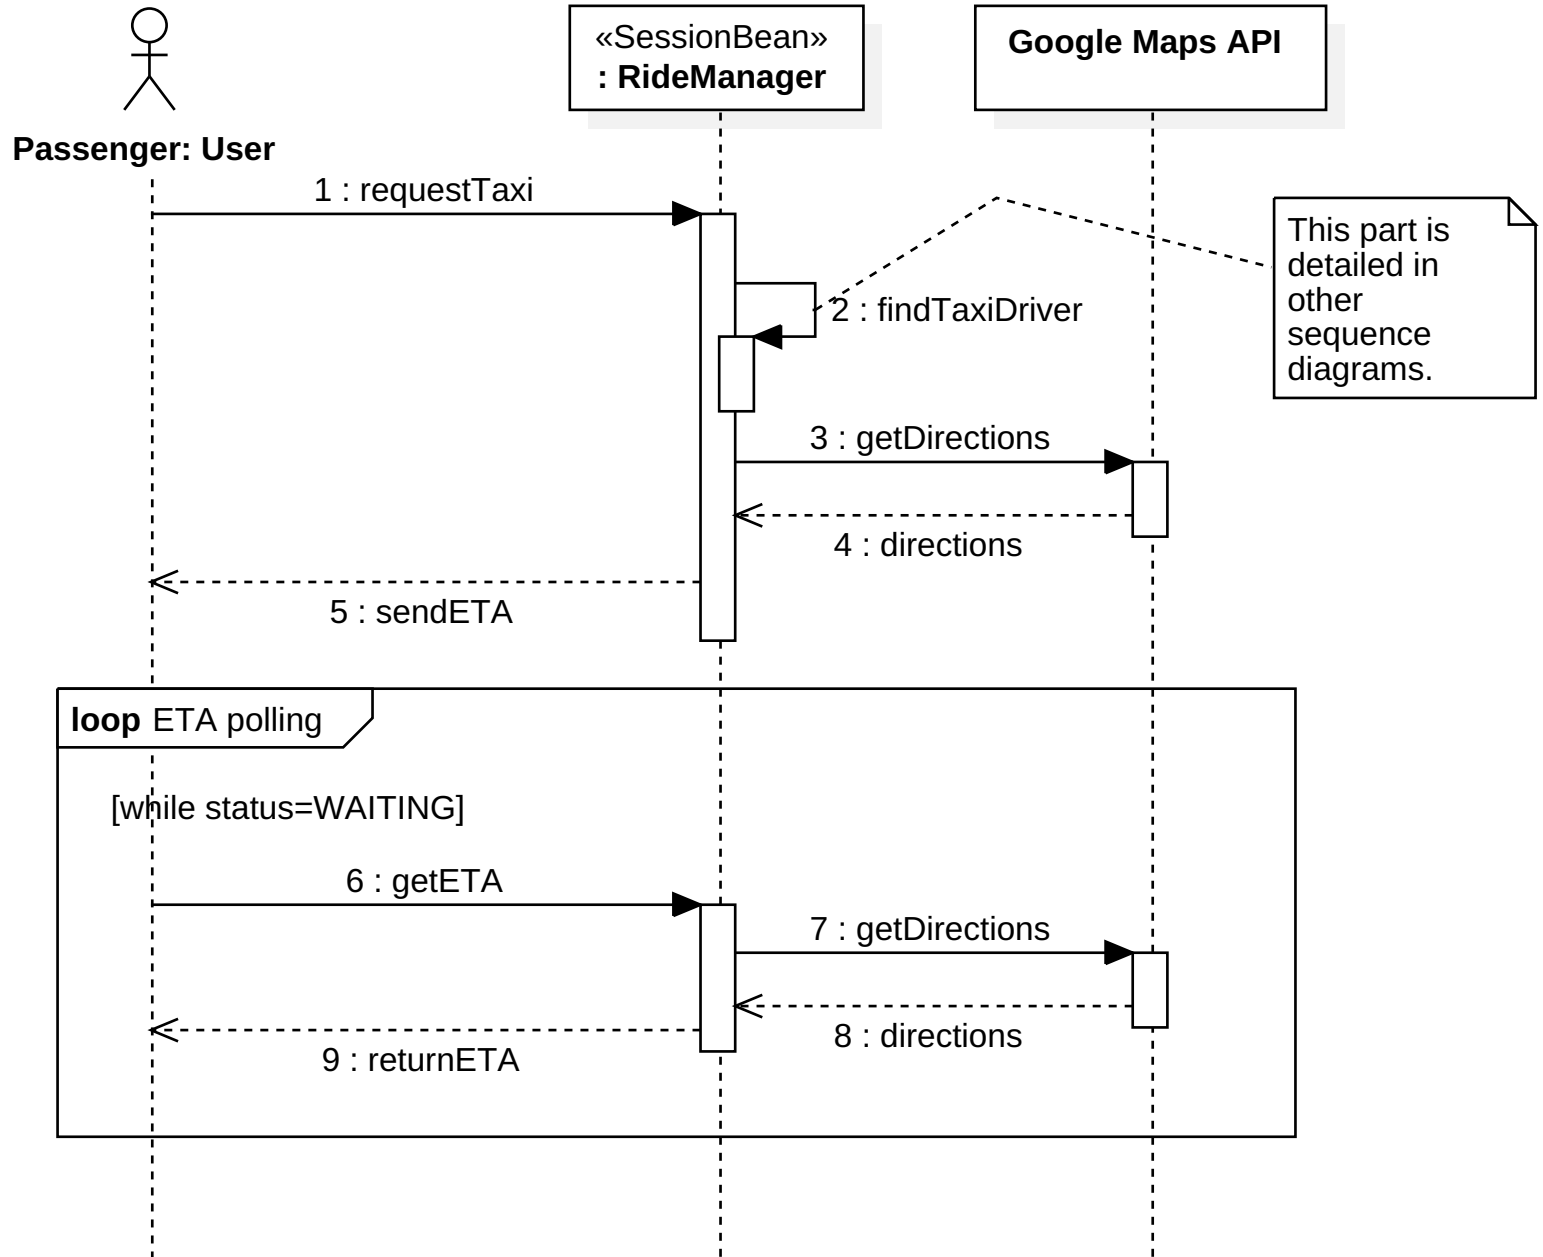 «SessionBean»
: RideManager
Google Maps API
Passenger: User
1 : requestTaxi
This part is
detailed in
other
sequence
diagrams.
2 : findTaxiDriver
3 : getDirections
4 : directions
5 : sendETA
loop ETA polling
[while status=WAITING]
6 : getETA
7 : getDirections
8 : directions
9 : returnETA